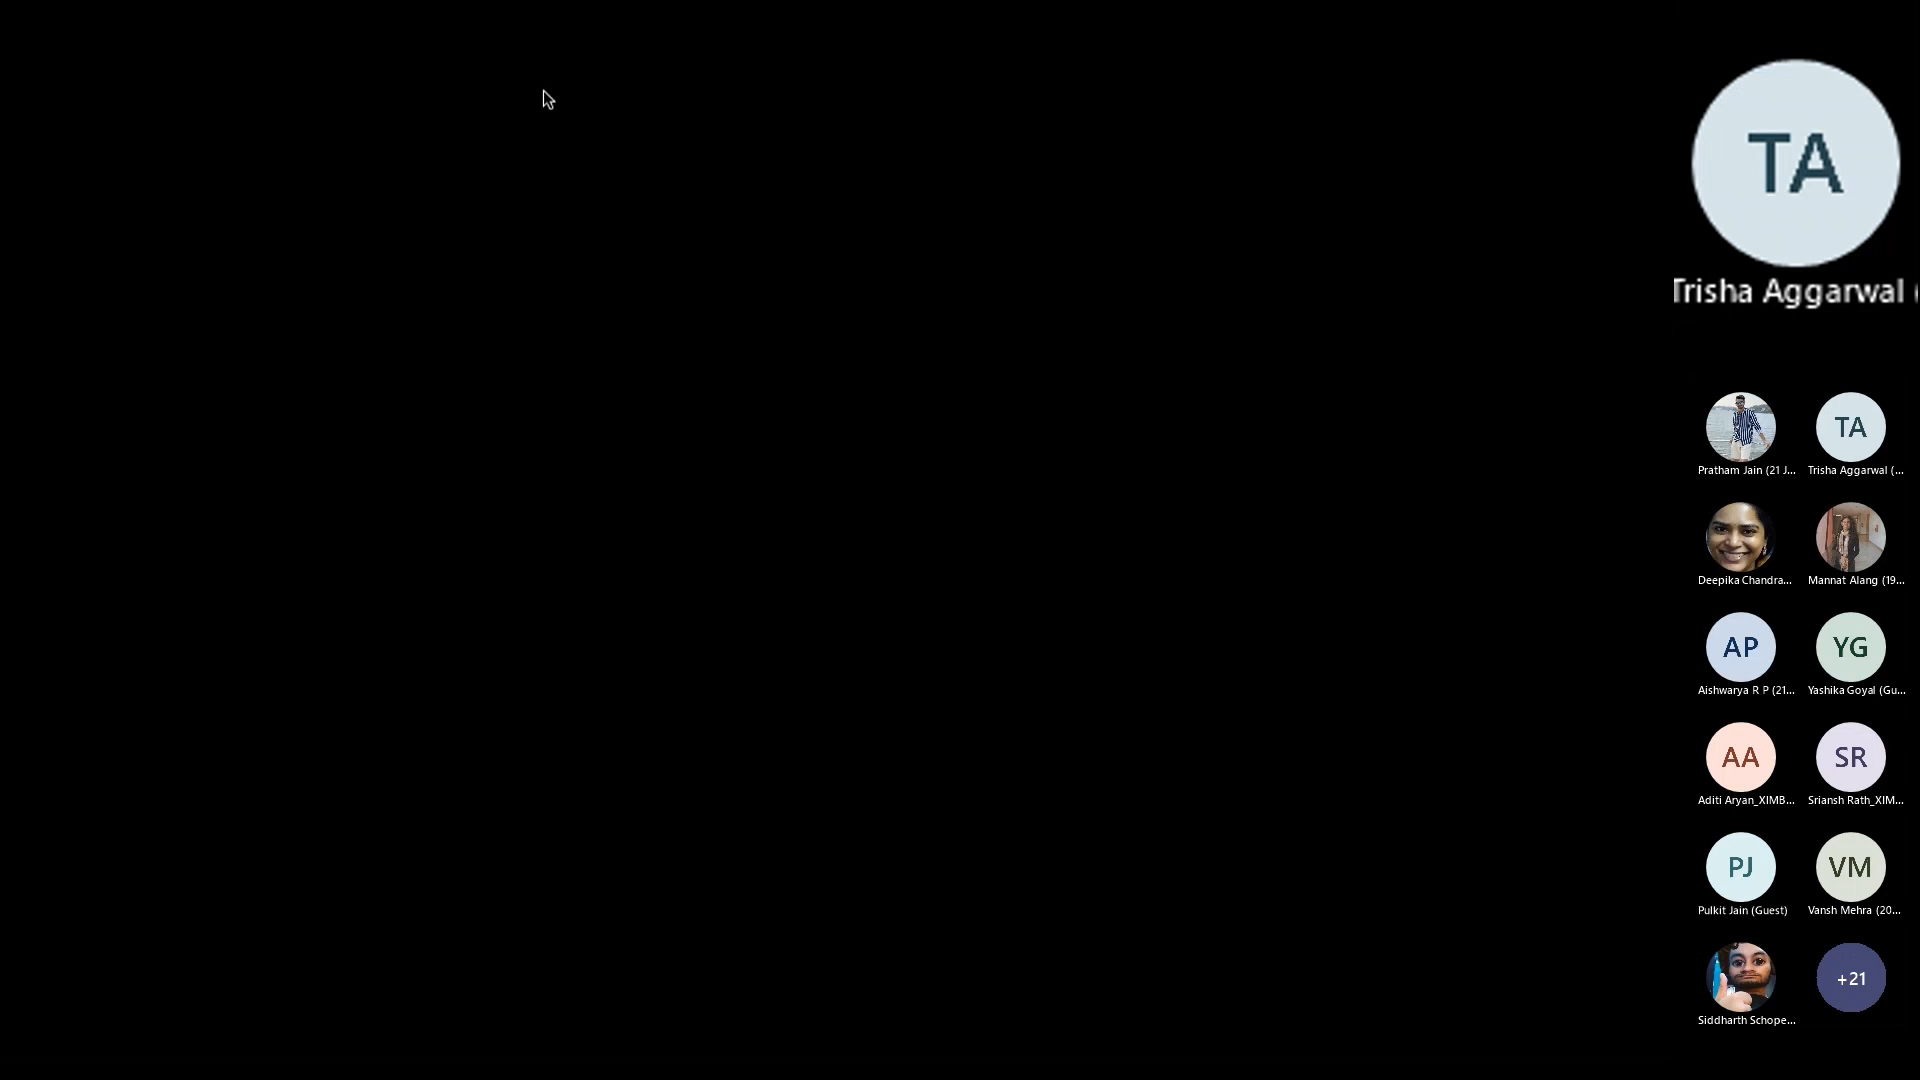 TA
Trisha Aggarwal (
TA
Pratham Jain (21 J...
Trisha Aggarwal (...
Deepika Chandra...
Mannat Alang (19...
AP
YG
Aishwarya R P (21...
Yashika Goyal (Gu...
AA
SR
Aditi Aryan_XIMB...
Sriansh Rath_XIM...
PJ
VM
Pulkit Jain (Guest)
Vansh Mehra (20...
+21
Siddharth Schope...